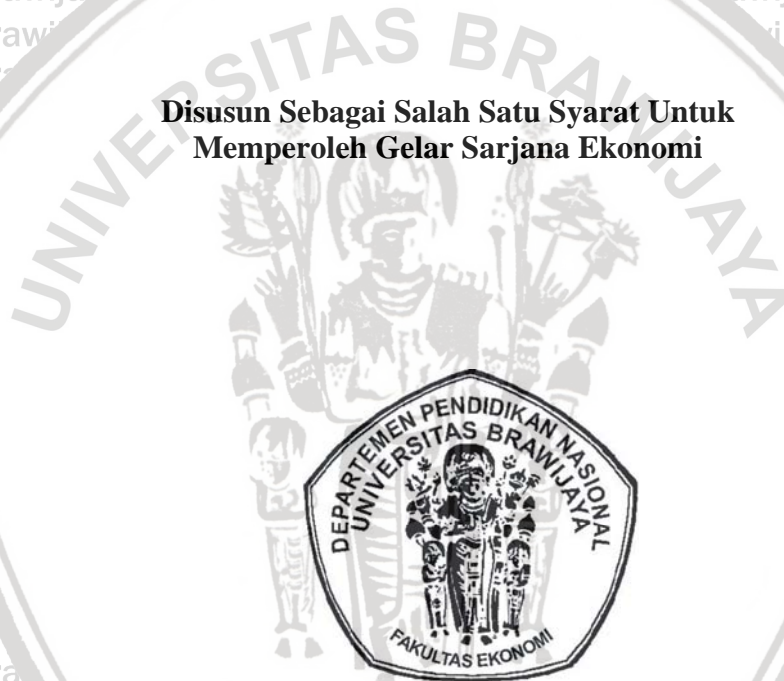 UNIVERSITAS BRAWIJAYA
Disusun Sebagai Salah Satu Syarat Untuk
Memperoleh Gelar Sarjana Ekonomi
DEPARTEMEN PENDIDIKAN NASIONAL
UNIVERSITAS BRAWIJAYA
FAKULTAS EKONOMI